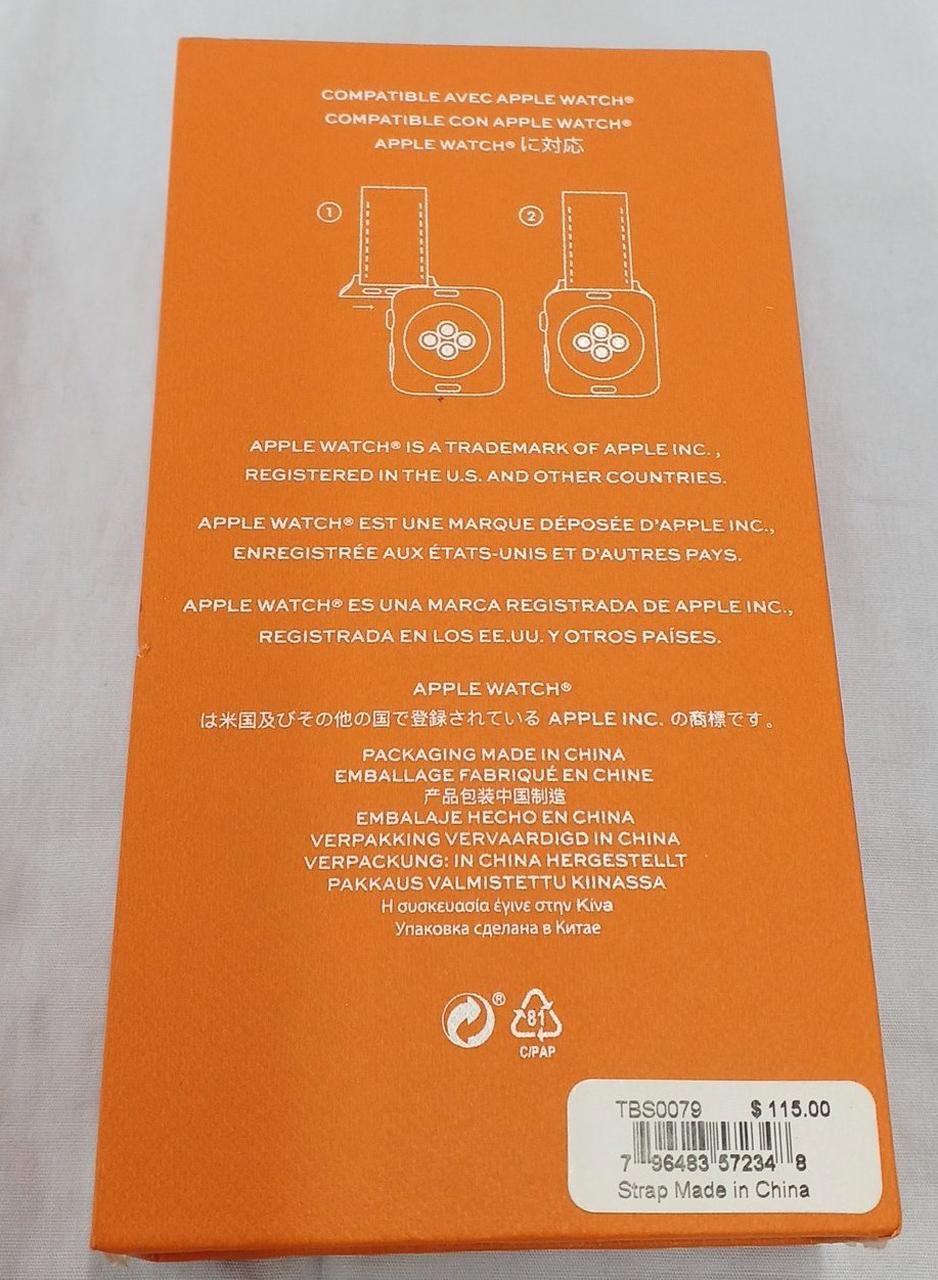 COMPATIBLE AVEC APPLE WATCH®
COMPATIBLE CON APPLE WATCH®
APPLE WATCH® に対応
1
2
APPLE WATCH® IS A TRADEMARK OF APPLE INC.,
REGISTERED IN THE U.S. AND OTHER COUNTRIES.
APPLE WATCH® EST UNE MARQUE DÉPOSÉE D'APPLE INC.,
ENREGISTRÉE AUX ÉTATS-UNIS ET D'AUTRES PAYS.
APPLE WATCH® ES UNA MARCA REGISTRADA DE APPLE INC.,
REGISTRADA EN LOS EE.UU. Y OTROS PAÍSES.
APPLE WATCH®
は米国及びその他の国で登録されている APPLE INC. の商標です。
PACKAGING MADE IN CHINA
EMBALLAGE FABRIQUÉ EN CHINE
产品包装中国制造
EMBALAJE HECHO EN CHINA
VERPAKKING VERVAARDIGD IN CHINA
VERPACKUNG: IN CHINA HERGESTELLT
PAKKAUS VALMISTETTU KIINASSA
Η συσκευασία έγινε στην Κίνα
Упаковка сделана в Китае
®
81
C/PAP
TBS0079 $ 115.00
7 96483 57234 8
Strap Made in China